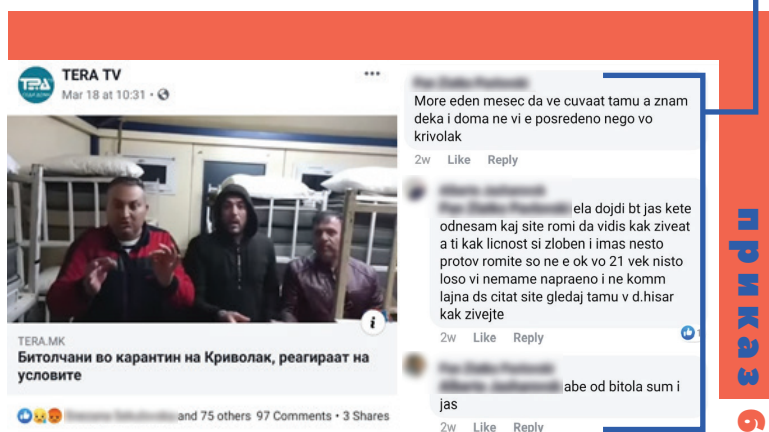 TERA TV
Mar 18 at 10:31
TERA.MK
Битолчани во карантин на Криволак, реагираат на
условите
and 75 others 97 Comments • 3 Shares
More eden mesec da ve cuvaat tamu a znam
deka i doma ne vi e posredeno nego vo
krivolak
2w Like Reply
ela dojdi bt jas kete
odnesam kaj site romi da vidis kak ziveat
a ti kak licnost si zloben i imas nesto
protov romite so ne e ok vo 21 vek nisto
loso vi nemame napraeno i ne komm
lajna ds citat site gledaj tamu v d.hisar
kak zivejte
2w Like Reply
1
abe od bitola sum i
jas
2w Like Reply
приказ 6